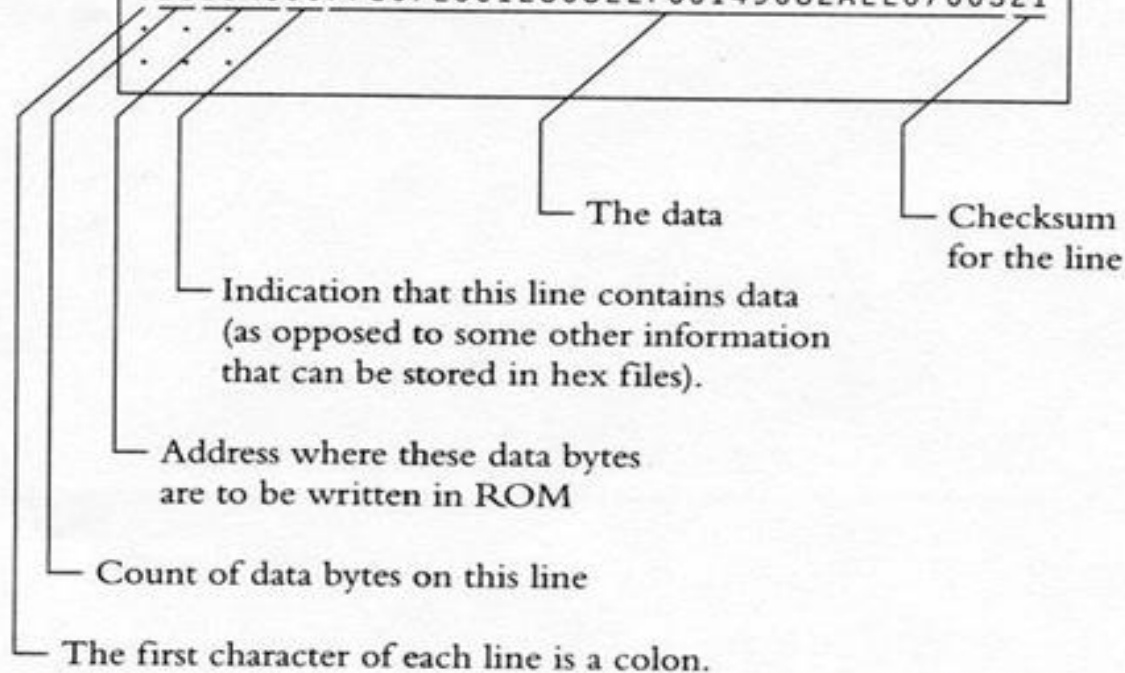 The data
Checksum
for the line
Indication that this line contains data
(as opposed to some other information
that can be stored in hex files).
Address where these data bytes
are to be written in ROM
Count of data bytes on this line
The first character of each line is a colon.